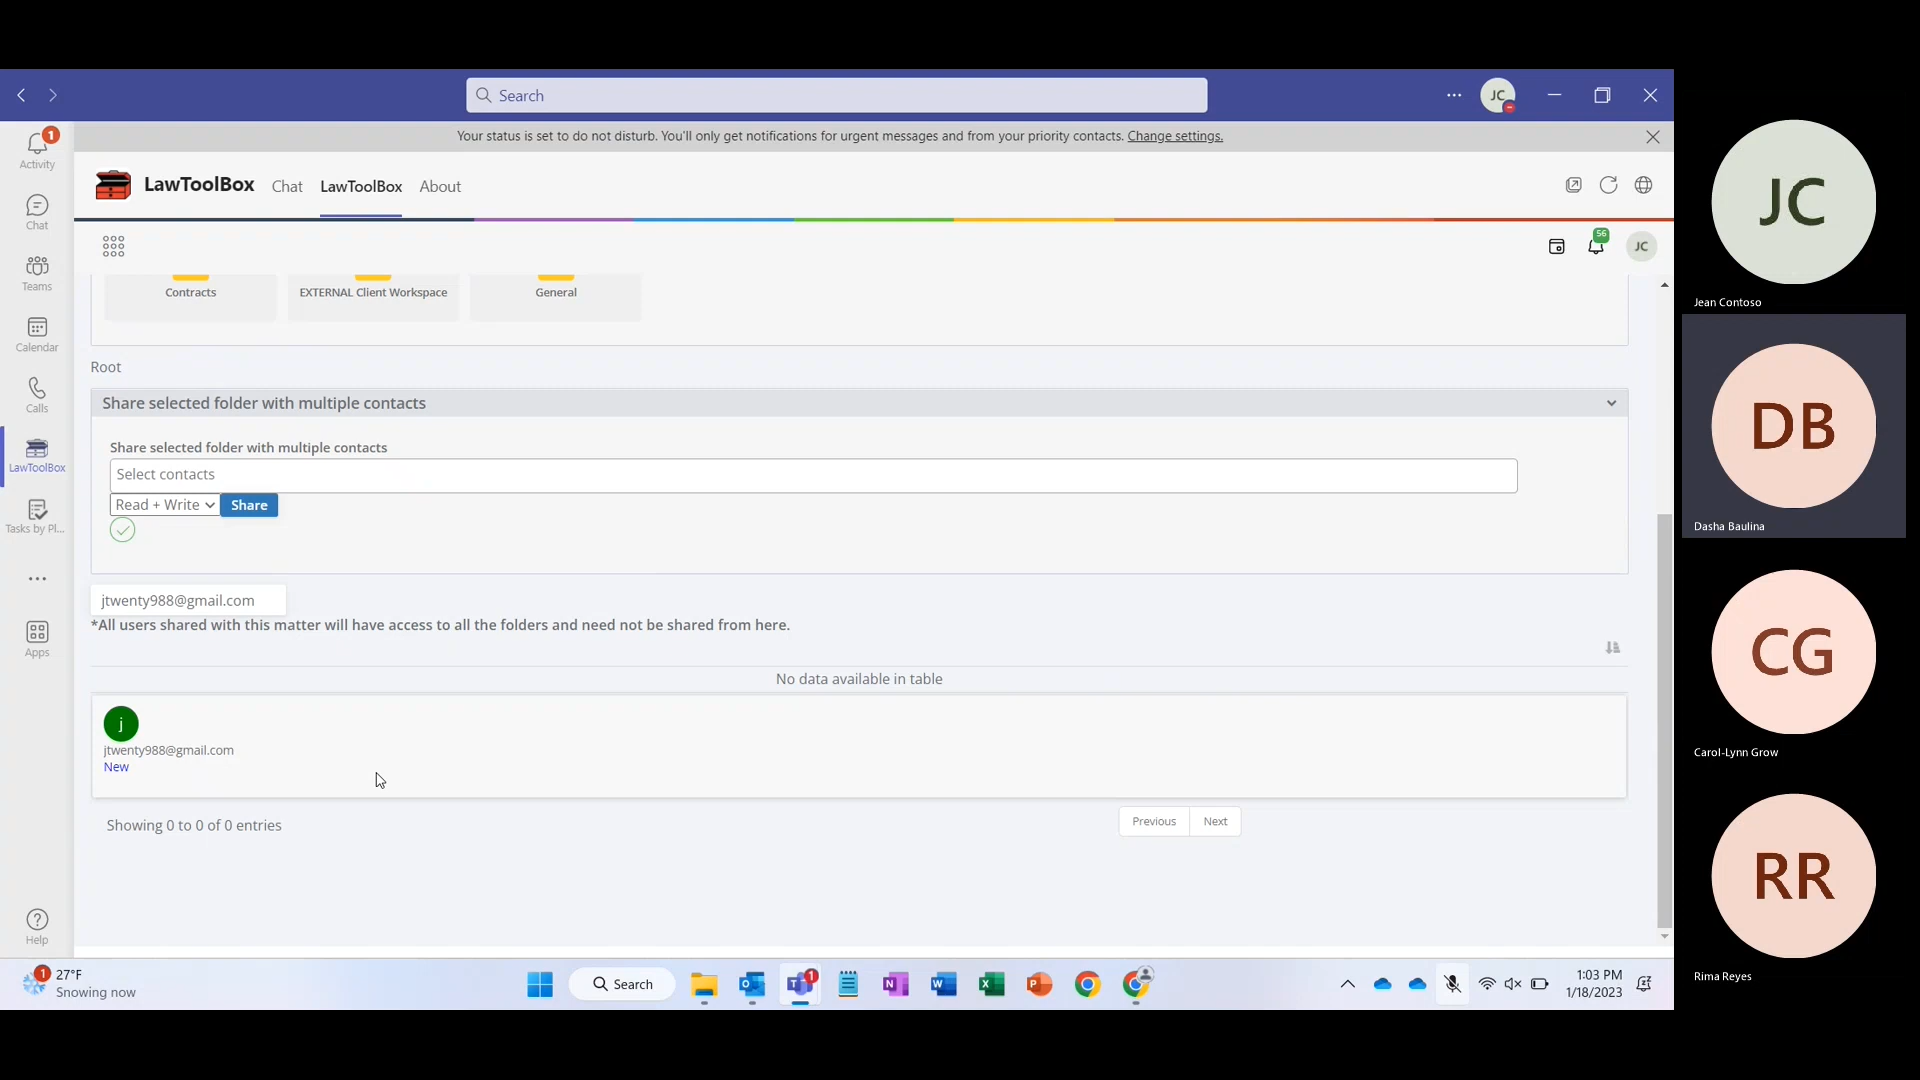 Search
JC
Your status is set to do not disturb. You'll only get notifications for urgent messages and from your priority contacts. Change settings.
1
Activity
Chat
Teams
Calendar
Calls
LawToolBox
Tasks by Pl...
Apps
Help
LawToolBox Chat LawToolBox About
56
JC
Contracts
EXTERNAL Client Workspace
General
Root
Share selected folder with multiple contacts
Share selected folder with multiple contacts
Select contacts
Read + Write Share
jtwenty988@gmail.com
*All users shared with this matter will have access to all the folders and need not be shared from here.
No data available in table
j
jtwenty988@gmail.com
New
Showing 0 to 0 of 0 entries
Previous Next
JC
Jean Contoso
DB
Dasha Baulina
CG
Carol-Lynn Grow
RR
Rima Reyes
1
27°F
Snowing now
Search
T
1
N
W
X
P
1:03 PM
1/18/2023